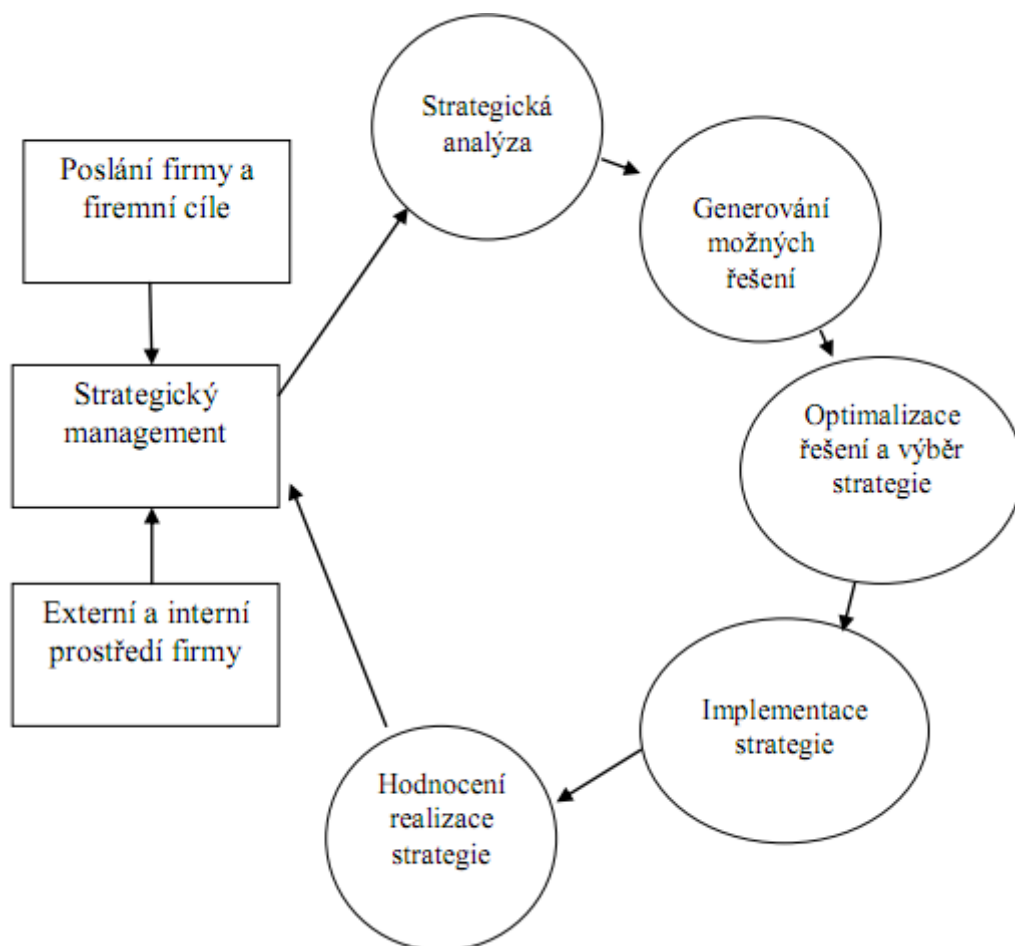 Poslání firmy a
firemní cíle
Strategický
management
Externí a interní
prostředí firmy
Strategická
analýza
Generování
možných
řešení
Optimalizace
řešení a výběr
strategie
Implementace
strategie
Hodnocení
realizace
strategie